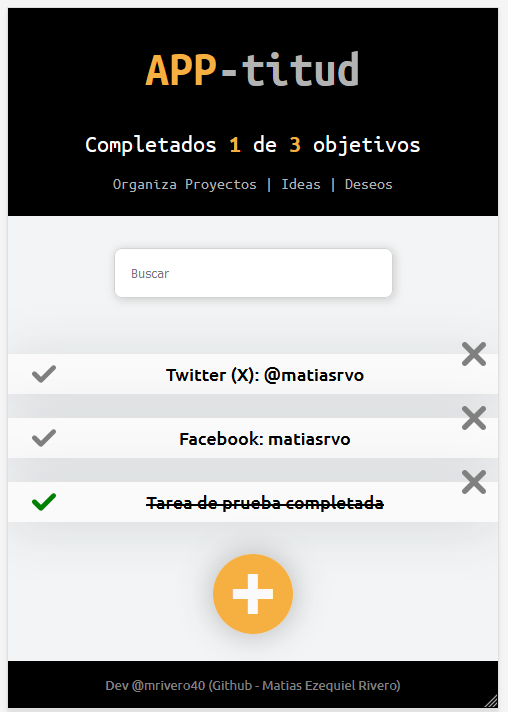 APP-titud
Completados 1 de 3 objetivos
Organiza Proyectos | Ideas | Deseos
Buscar
Twitter (X): @matiasrvo
Facebook: matiasrvo
Tarea de prueba completada
Dev @mrivero40 (Github - Matias Ezequiel Rivero)